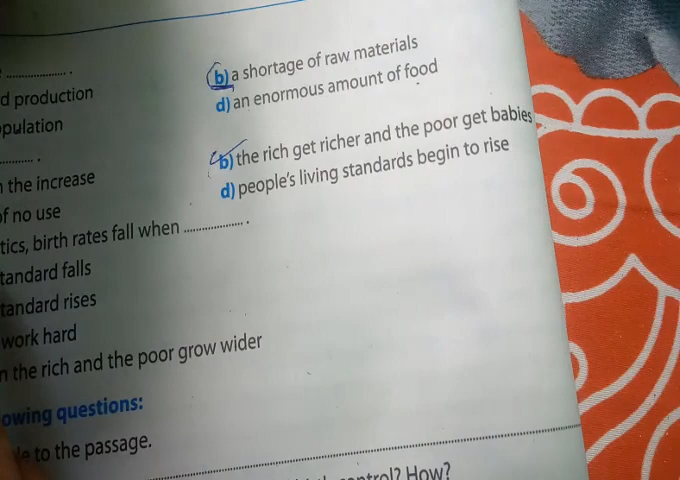 .................... .
b) a shortage of raw materials
d production
d) an enormous amount of food
pulation
.......... .
b) the rich get richer and the poor get babies
the increase
d) people's living standards begin to rise
of no use
tics, birth rates fall when .................. .
tandard falls
tandard rises
work hard
n the rich and the poor grow wider
owing questions:
to the passage.
control? How?